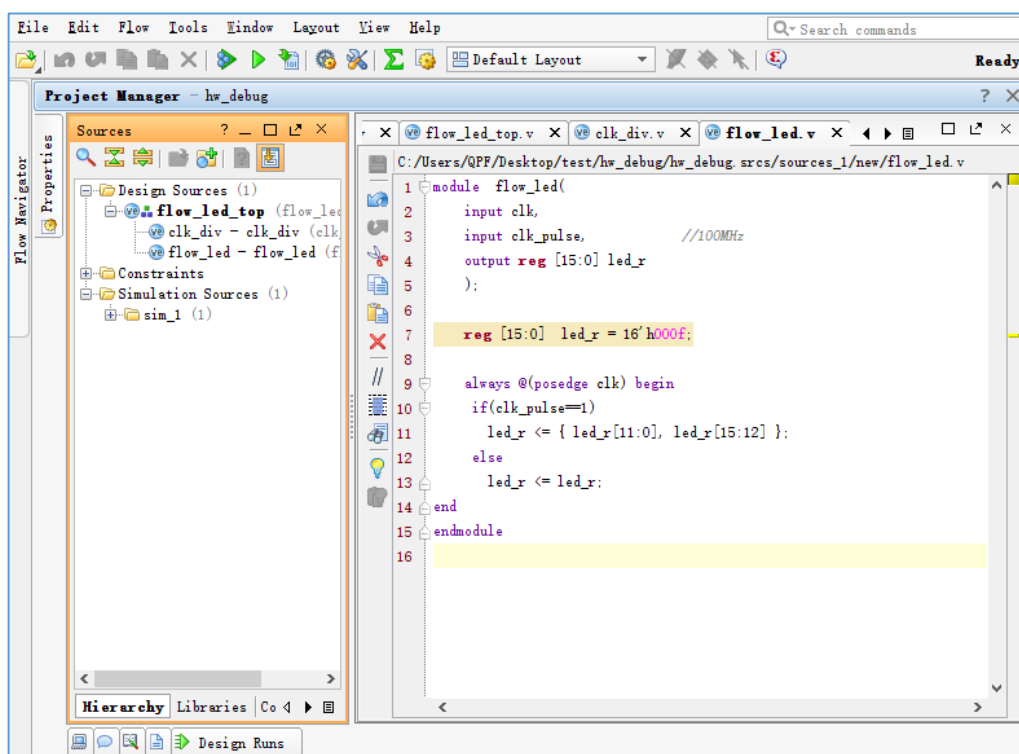 File Edit Flow Tools Window Layout View Help
Search commands
Default Layout
Ready
Project Manager - hw_debug
Flow Navigator
Properties
Sources
Design Sources (1)
flow_led_top (flow_led
clk_div - clk_div (clk_
flow_led - flow_led (f
Constraints
Simulation Sources (1)
sim_1 (1)
Hierarchy Libraries Co
flow_led_top.v clk_div.v flow_led.v
C:/Users/QPF/Desktop/test/hw_debug/hw_debug.srcs/sources_1/new/flow_led.v
1 module flow_led(
2 input clk,
3 input clk_pulse, //100MHz
4 output reg [15:0] led_r
5 );
6
7 reg [15:0] led_r = 16'h000f;
8
9 always @(posedge clk) begin
10 if(clk_pulse==1)
11 led_r <= { led_r[11:0], led_r[15:12] };
12 else
13 led_r <= led_r;
14 end
15 endmodule
16
Design Runs